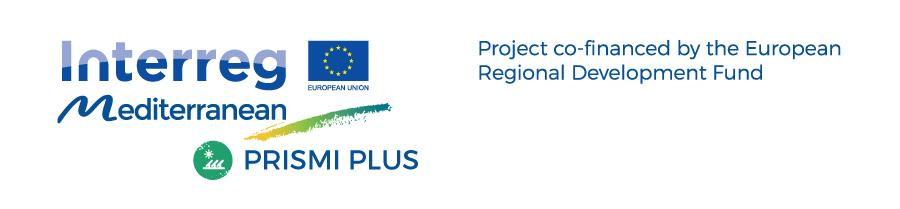 Interreg
EUROPEAN UNION
Mediterranean
PRISMI PLUS
Project co-financed by the European
Regional Development Fund